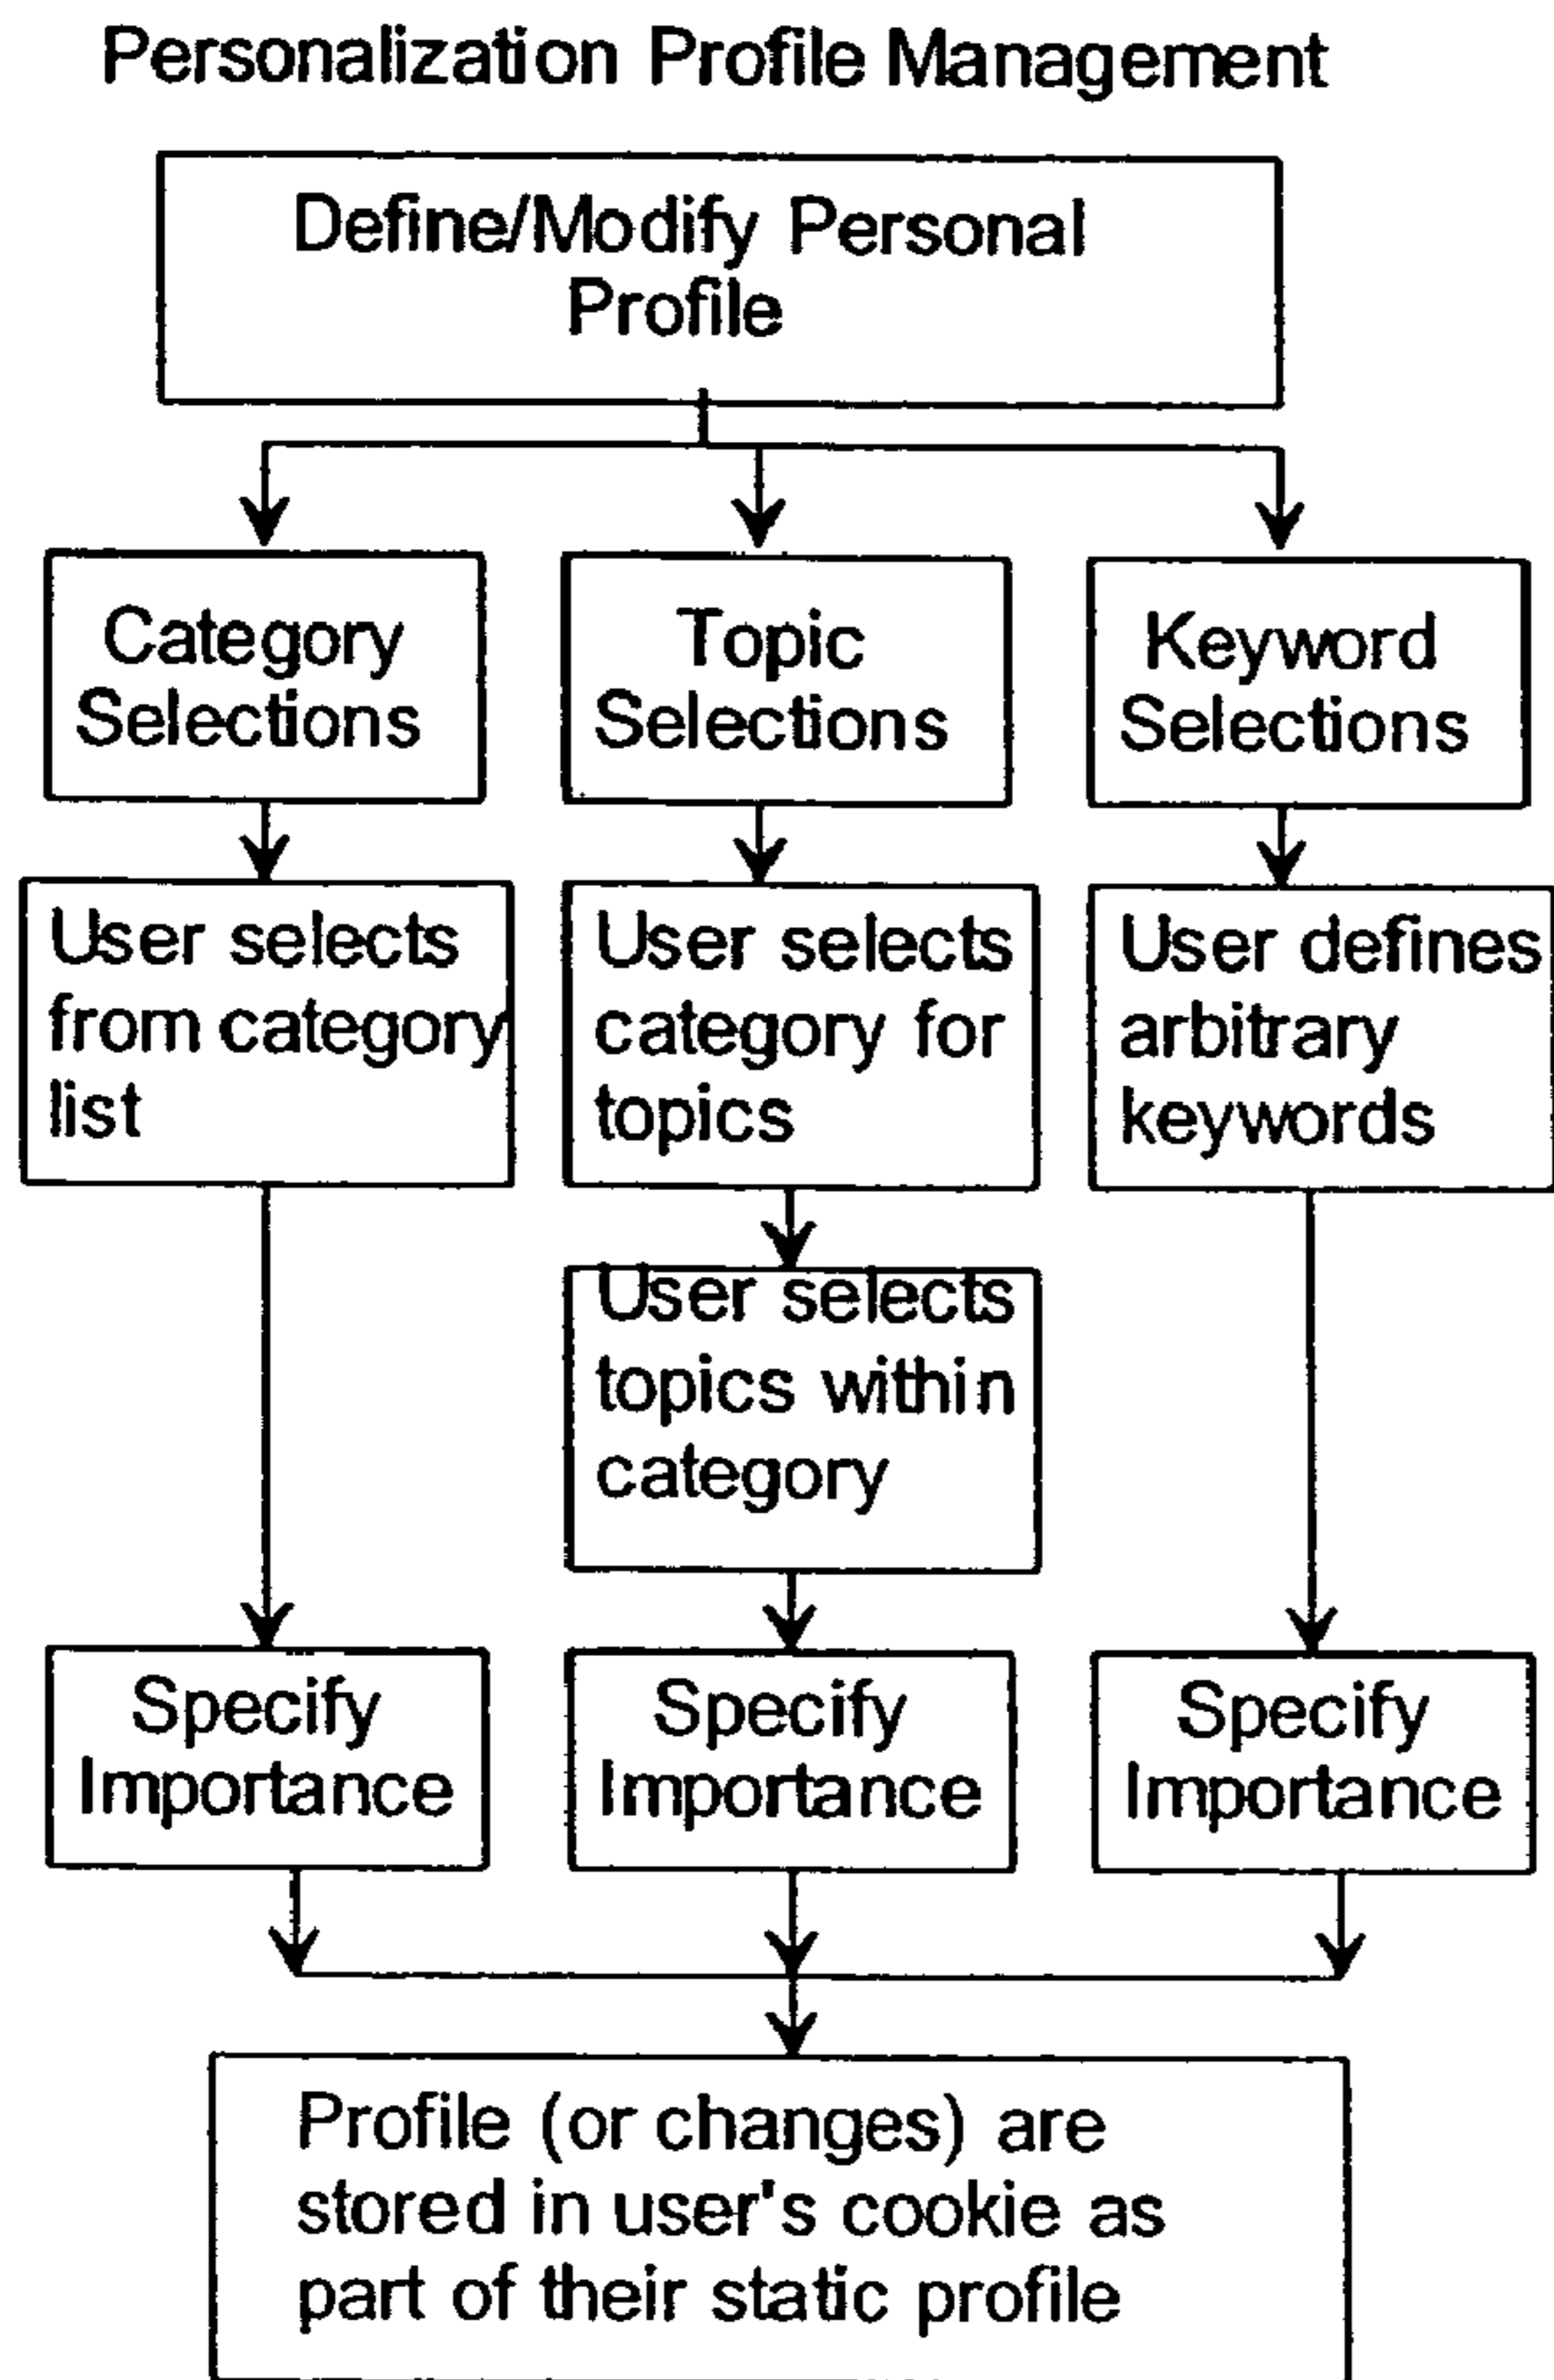 Personalization Profile Management
Define/Modify Personal
Profile
Category
Selections
Topic
Selections
Keyword
Selections
User selects
from category
list
User selects
category for
topics
User defines
arbitrary
keywords
User selects
topics within
category
Specify
Importance
Specify
Importance
Specify
Importance
Profile (or changes) are
stored in user's cookie as
part of their static profile